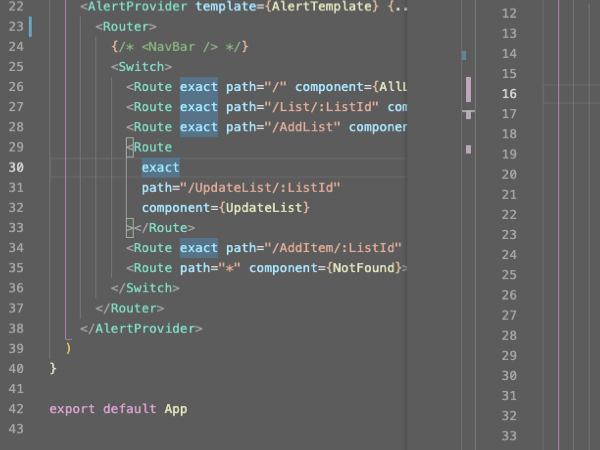 22 <AlertProvider template={AlertTemplate} {..
23 <Router>
24 {/* <NavBar /> */}
25 <Switch>
26 <Route exact path="/" component={AllL
27 <Route exact path="/List/:ListId" com
28 <Route exact path="/AddList" componen
29 <Route
30 exact
31 path="/UpdateList/:ListId"
32 component={UpdateList}
33 ></Route>
34 <Route exact path="/AddItem/:ListId"
35 <Route path="*" component={NotFound}>
36 </Switch>
37 </Router>
38 </AlertProvider>
39 )
40 }
41
42 export default App
43
12
13
14
15
16
17
18
19
20
21
22
23
24
25
26
27
28
29
30
31
32
33